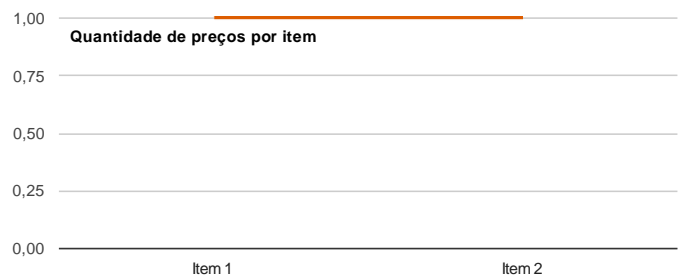 1,00
Quantidade de preços por item
0,75
0,50
0,25
0,00
Item 1 Item 2